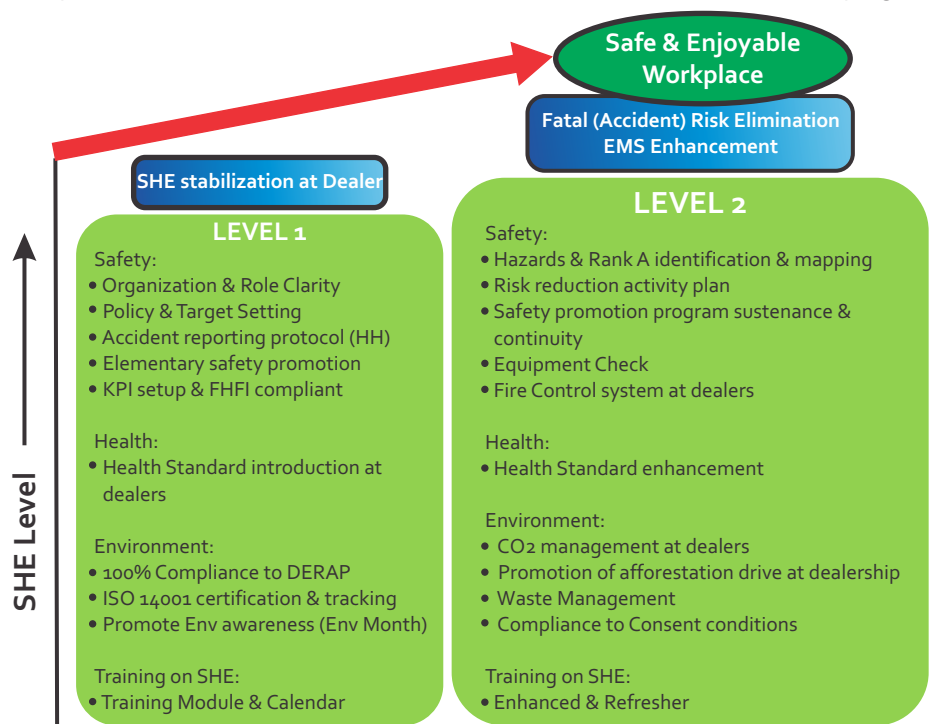 Safe & Enjoyable
Workplace
Fatal (Accident) Risk Elimination
EMS Enhancement
SHE stabilization at Dealer
SHE Level
LEVEL 1
Safety:
• Organization & Role Clarity
• Policy & Target Setting
• Accident reporting protocol (HH)
• Elementary safety promotion
• KPI setup & FHFI compliant
Health:
• Health Standard introduction at
dealers
Environment:
• 100% Compliance to DERAP
• ISO 14001 certification & tracking
• Promote Env awareness (Env Month)
Training on SHE:
• Training Module & Calendar
LEVEL 2
Safety:
• Hazards & Rank A identification & mapping
• Risk reduction activity plan
• Safety promotion program sustenance &
continuity
• Equipment Check
• Fire Control system at dealers
Health:
• Health Standard enhancement
Environment:
• CO2 management at dealers
• Promotion of afforestation drive at dealership
• Waste Management
• Compliance to Consent conditions
Training on SHE:
• Enhanced & Refresher